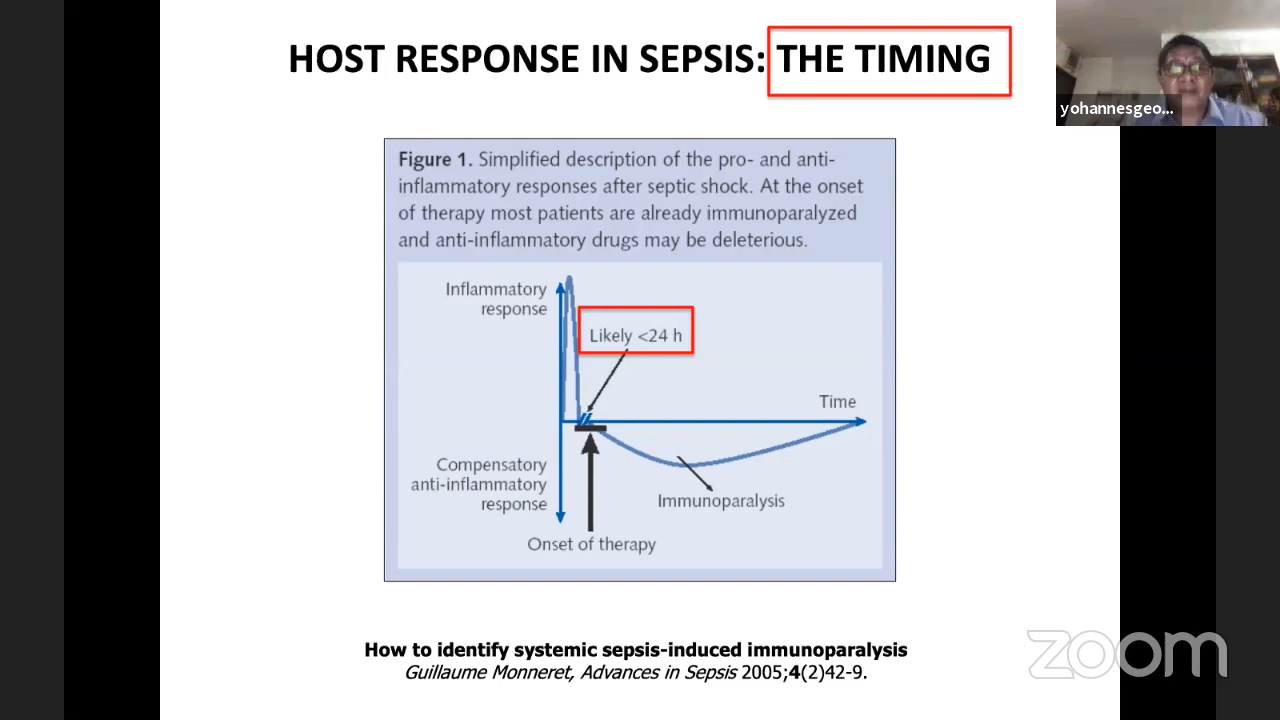 HOST RESPONSE IN SEPSIS: THE TIMING
yohannesgeo...
Figure 1. Simplified description of the pro- and anti-
inflammatory responses after septic shock. At the onset
of therapy most patients are already immunoparalyzed
and anti-inflammatory drugs may be deleterious.
Inflammatory
response
Likely <24 h
Time
Compensatory
anti-inflammatory
response
Immunoparalysis
Onset of therapy
How to identify systemic sepsis-induced immunoparalysis
Guillaume Monneret, Advances in Sepsis 2005;4(2)42-9.
zoom